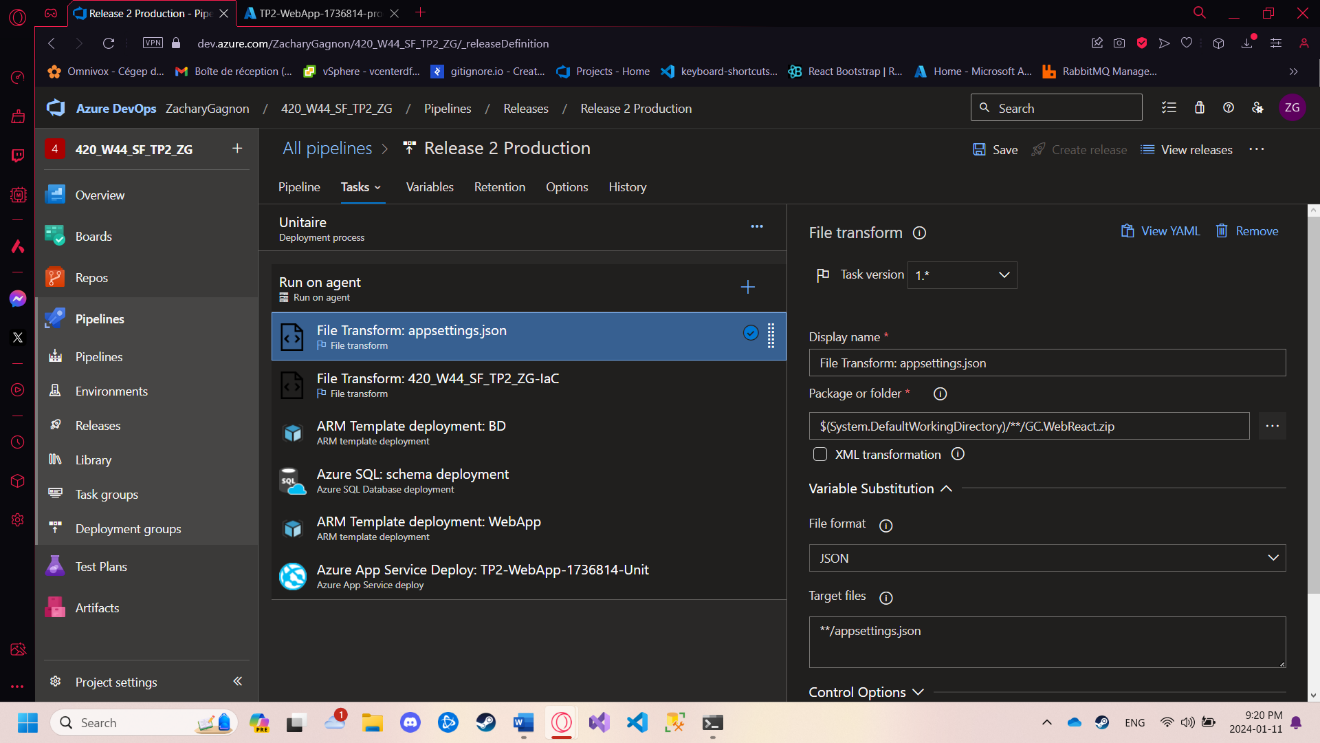 Release 2 Production - Pipe
TP2-WebApp-1736814-pro
VPN
dev.azure.com/ZacharyGagnon/420_W44_SF_TP2_ZG/_releaseDefinition
Omnivox - Cégep d...
Boîte de réception (...
vSphere - vcenterdf...
gitignore.io - Creat...
Projects - Home
keyboard-shortcuts...
React Bootstrap | R...
Home - Microsoft A...
RabbitMQ Manage...
Azure DevOps
ZacharyGagnon / 420_W44_SF_TP2_ZG / Pipelines / Releases / Release 2 Production
Search
ZG
4
420_W44_SF_TP2_ZG
Overview
Boards
Repos
Pipelines
Pipelines
Environments
Releases
Library
Task groups
Deployment groups
Test Plans
Artifacts
Project settings
All pipelines > Release 2 Production
Save
Create release
View releases
Pipeline
Tasks
Variables
Retention
Options
History
Unitaire
Deployment process
Run on agent
Run on agent
File Transform: appsettings.json
File transform
File Transform: 420_W44_SF_TP2_ZG-IaC
File transform
ARM Template deployment: BD
ARM template deployment
Azure SQL: schema deployment
SQL
Azure SQL Database deployment
ARM Template deployment: WebApp
ARM template deployment
Azure App Service Deploy: TP2-WebApp-1736814-Unit
Azure App Service deploy
File transform
View YAML
Remove
Task version
1.*
Display name *
File Transform: appsettings.json
Package or folder *
$(System.DefaultWorkingDirectory)/**/GC.WebReact.zip
XML transformation
Variable Substitution
File format
JSON
Target files
**/appsettings.json
Control Options
Search
PRE
1
ENG
9:20 PM
2024-01-11